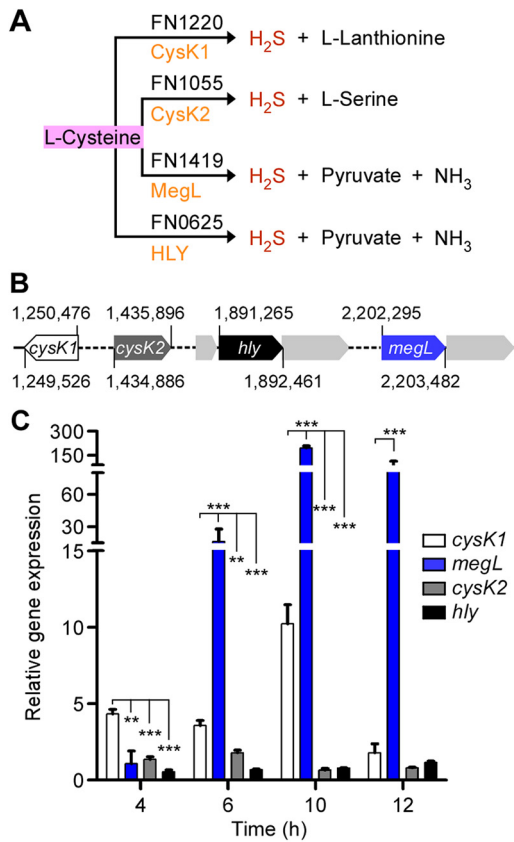 A
FN1220
CysK1
H2S + L-Lanthionine
FN1055
CysK2
H2S + L-Serine
L-Cysteine
FN1419
MegL
H2S + Pyruvate + NH3
FN0625
HLY
H2S + Pyruvate + NH3
B
1,250,476 1,435,896 1,891,265 2,202,295
cysK1 cysK2 hly megL
1,249,526 1,434,886 1,892,461 2,203,482
C
Relative gene expression
300
150
60
30
15
10
5
0
** *** ***
*** ** ***
*** *** ***
***
cysK1
megL
cysK2
hly
4 6 10 12
Time (h)